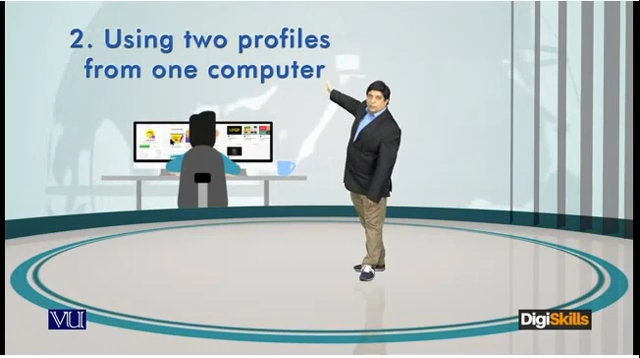 2. Using two profiles
from one computer
VU
DigiSkills